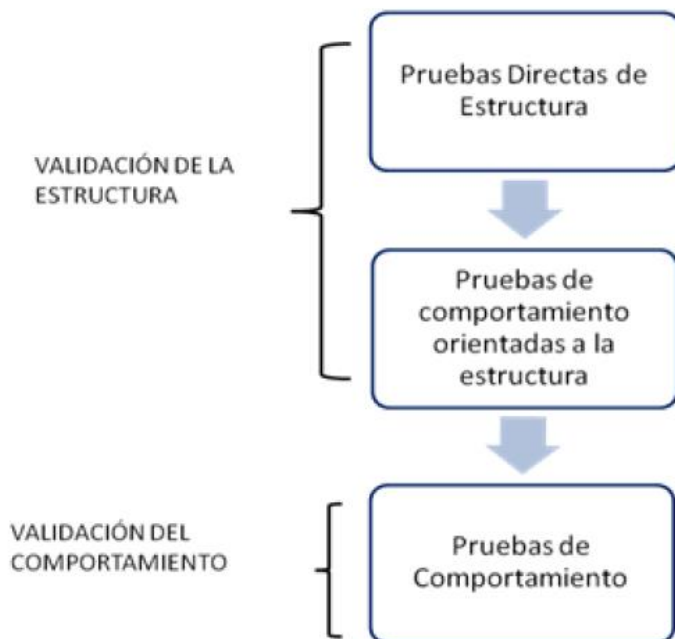 Pruebas Directas de
Estructura
VALIDACIÓN DE LA
ESTRUCTURA
Pruebas de
comportamiento
orientadas a la
estructura
VALIDACIÓN DEL
COMPORTAMIENTO
Pruebas de
Comportamiento